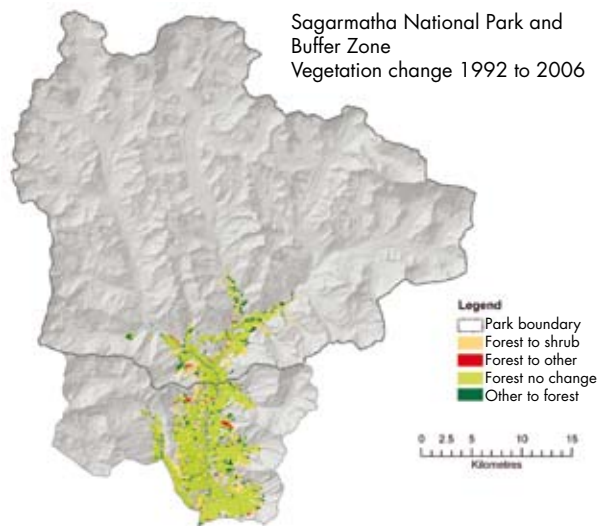 Sagarmatha National Park and
Buffer Zone
Vegetation change 1992 to 2006
Legend
Park boundary
Forest to shrub
Forest to other
Forest no change
Other to forest
0 2.5 5 10 15
Kilometres